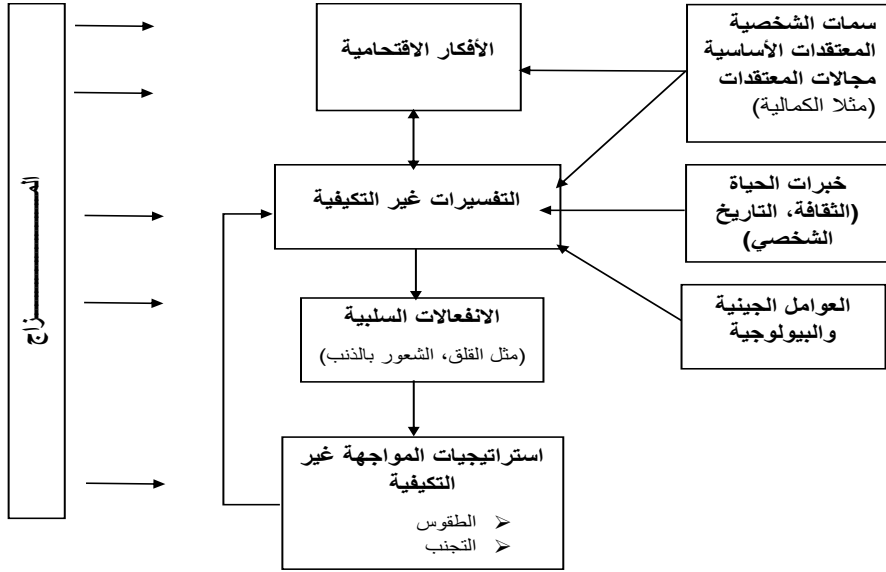 سمات الشخصية
المعتقدات الأساسية
مجالات المعتقدات
(مثلا الكمالية)
الأفكار الاقتحامية
خبرات الحياة
(الثقافة، التاريخ
الشخصي)
التفسيرات غير التكيفية
العوامل الجينية
والبيولوجية
الانفعالات السلبية
(مثل القلق، الشعور بالذنب)
استراتيجيات المواجهة غير
التكيفية
الطقوس
التجنب
المــــــــزاج